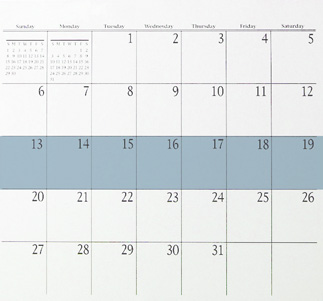 Sunday Monday Tuesday Wednesday Thursday Friday Saturday
1 2 3 4 5
6 7 8 9 10 11 12
13 14 15 16 17 18 19
20 21 22 23 24 25 26
27 28 29 30 31